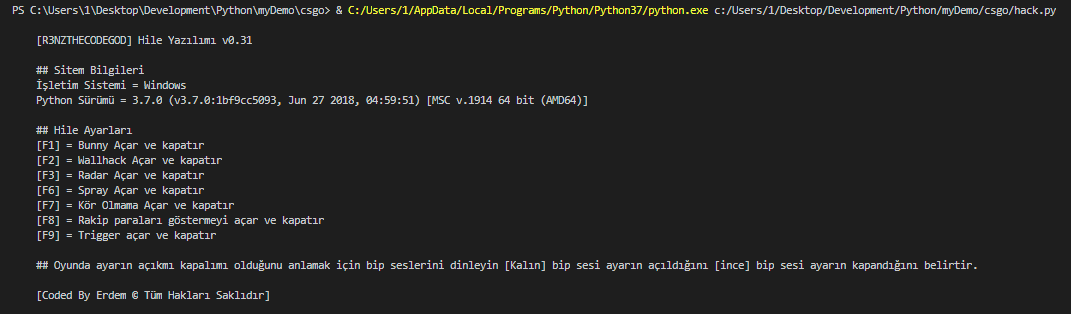 PS C:\Users\1\Desktop\Development\Python\myDemo\csgo> & C:/Users/1/AppData/Local/Programs/Python/Python37/python.exe c:/Users/1/Desktop/Development/Python/myDemo/csgo/hack.py
[R3NZTHECODEGOD] Hile Yazılımı v0.31
## Sitem Bilgileri
İşletim Sistemi = Windows
Python Sürümü = 3.7.0 (v3.7.0:1bf9cc5093, Jun 27 2018, 04:59:51) [MSC v.1914 64 bit (AMD64)]
## Hile Ayarları
[F1] = Bunny Açar ve kapatır
[F2] = Wallhack Açar ve kapatır
[F3] = Radar Açar ve kapatır
[F6] = Spray Açar ve kapatır
[F7] = Kör Olmama Açar ve kapatır
[F8] = Rakip paraları göstermeyi açar ve kapatır
[F9] = Trigger açar ve kapatır
## Oyunda ayarın açıkmı kapalımı olduğunu anlamak için bip seslerini dinleyin [Kalın] bip sesi ayarın açıldığını [ince] bip sesi ayarın kapandığını belirtir.
[Coded By Erdem © Tüm Hakları Saklıdır]